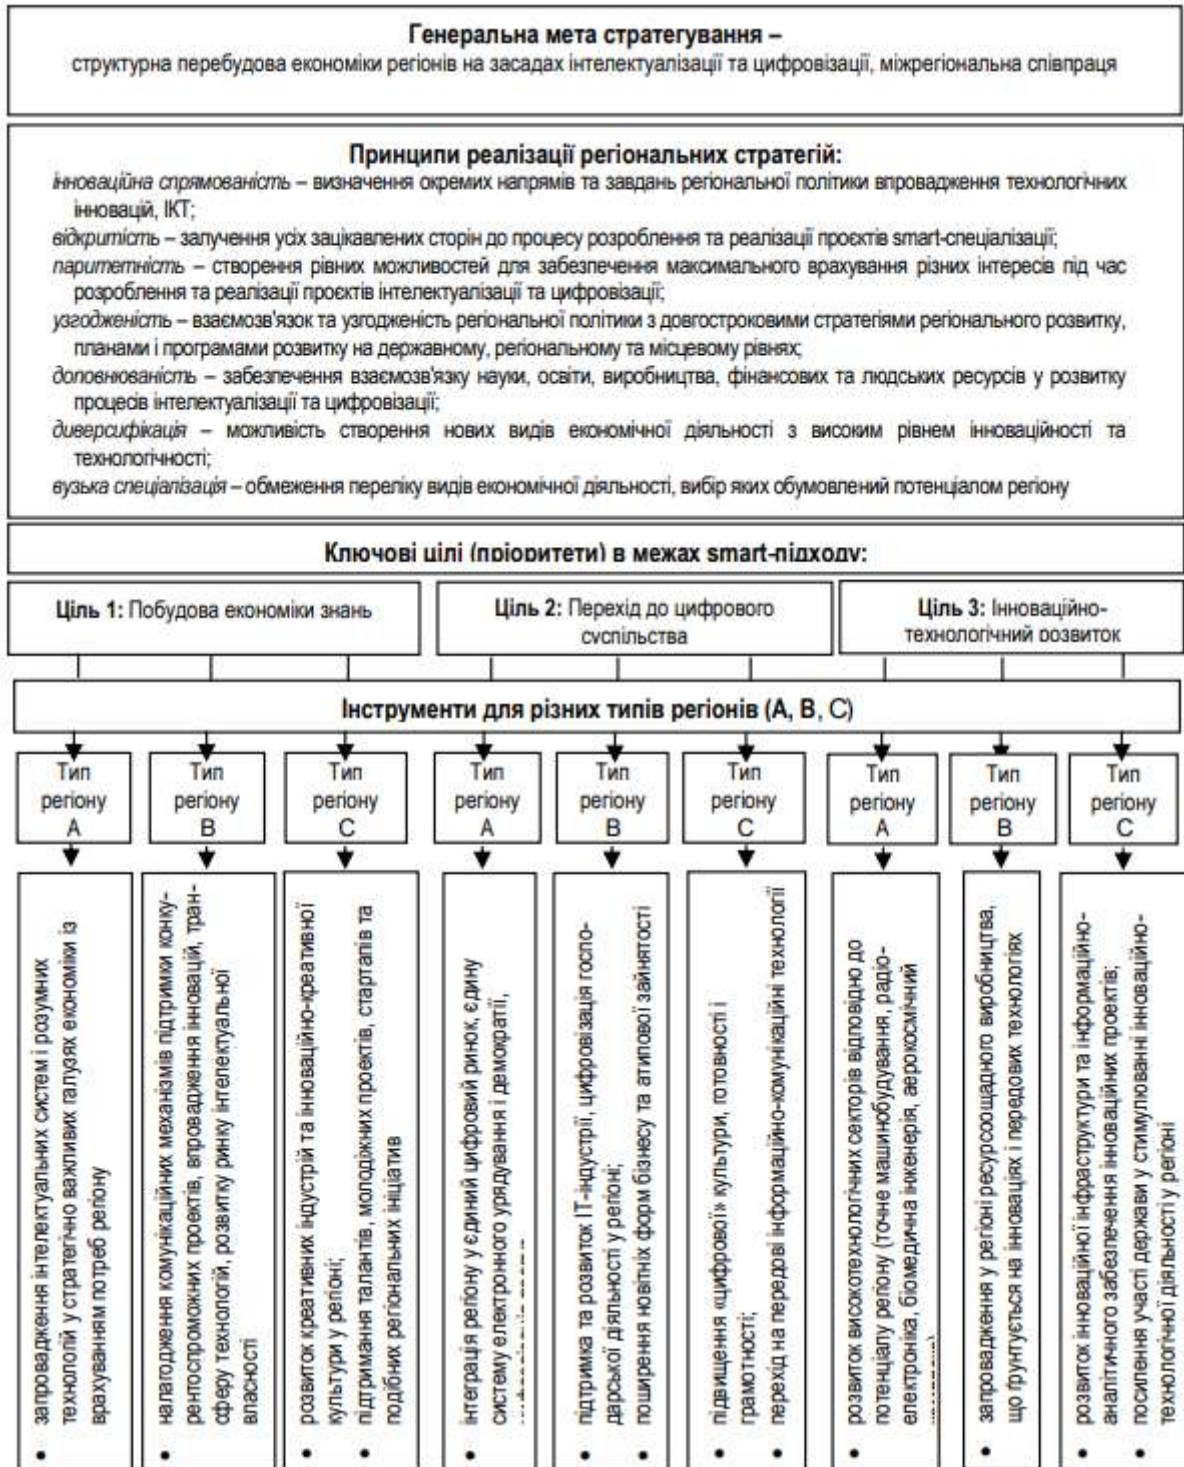 Генеральна мета стратегування –
структурна перебудова економіки регіонів на засадах інтелектуалізації та цифровізації, міжрегіональна співпраця
Принципи реалізації регіональних стратегій:
інноваційна спрямованість – визначення окремих напрямів та завдань регіональної політики впровадження технологічних
інновацій, ІКТ;
відкритість – залучення усіх зацікавлених сторін до процесу розроблення та реалізації проєктів smart-спеціалізації;
паритетність – створення рівних можливостей для забезпечення максимального врахування різних інтересів під час
розроблення та реалізації проєктів інтелектуалізації та цифровізації;
узгодженість – взаємозв'язок та узгодженість регіональної політики з довгостроковими стратегіями регіонального розвитку,
планами і програмами розвитку на державному, регіональному та місцевому рівнях;
доповнюваність – забезпечення взаємозв'язку науки, освіти, виробництва, фінансових та людських ресурсів у розвитку
процесів інтелектуалізації та цифровізації;
диверсифікація – можливість створення нових видів економічної діяльності з високим рівнем інноваційності та
технологічності;
вузька спеціалізація – обмеження переліку видів економічної діяльності, вибір яких обумовлений потенціалом регіону
Ключові цілі (пріоритети) в межах smart-підходу:
Ціль 1: Побудова економіки знань
Ціль 2: Перехід до цифрового
суспільства
Ціль 3: Інноваційно-
технологічний розвиток
Інструменти для різних типів регіонів (А, В, С)
Тип
регіону
А
Тип
регіону
В
Тип
регіону
С
Тип
регіону
А
Тип
регіону
В
Тип
регіону
С
Тип
регіону
А
Тип
регіону
В
Тип
регіону
С
• запровадження інтелектуальних систем і розумних
технологій у стратегічно важливих галузях економіки із
врахуванням потреб регіону
• налагодження комунікаційних механізмів підтримки конку-
рентоспроможних проектів, впровадження інновацій, тран-
сферу технологій, розвитку ринку інтелектуальної
власності
• розвиток креативних індустрій та інноваційно-креативної
культури у регіоні;
• підтримання талантів, молодіжних проектів, стартапів та
подібних регіональних ініціатив
• інтеграція регіону у єдиний цифровий ринок, єдину
систему електронного урядування і демократії,
• підтримка та розвиток ІТ-індустрії, цифровізація госпо-
дарської діяльності у регіоні;
• поширення новітніх форм бізнесу та атипової зайнятості
• підвищення «цифрової» культури, готовності і
грамотності;
• перехід на передові інформаційно-комунікаційні технології
• розвиток високотехнологічних секторів відповідно до
потенціалу регіону (точне машинобудування, радіо-
електроніка, біомедична інженерія, аерокосмічний
• запровадження у регіоні ресурсоощадного виробництва,
що ґрунтується на інноваціях і передових технологіях
• розвиток інноваційної інфраструктури та інформаційно-
аналітичного забезпечення інноваційних проектів;
• посилення участі держави у стимулюванні інноваційно-
технологічної діяльності у регіоні